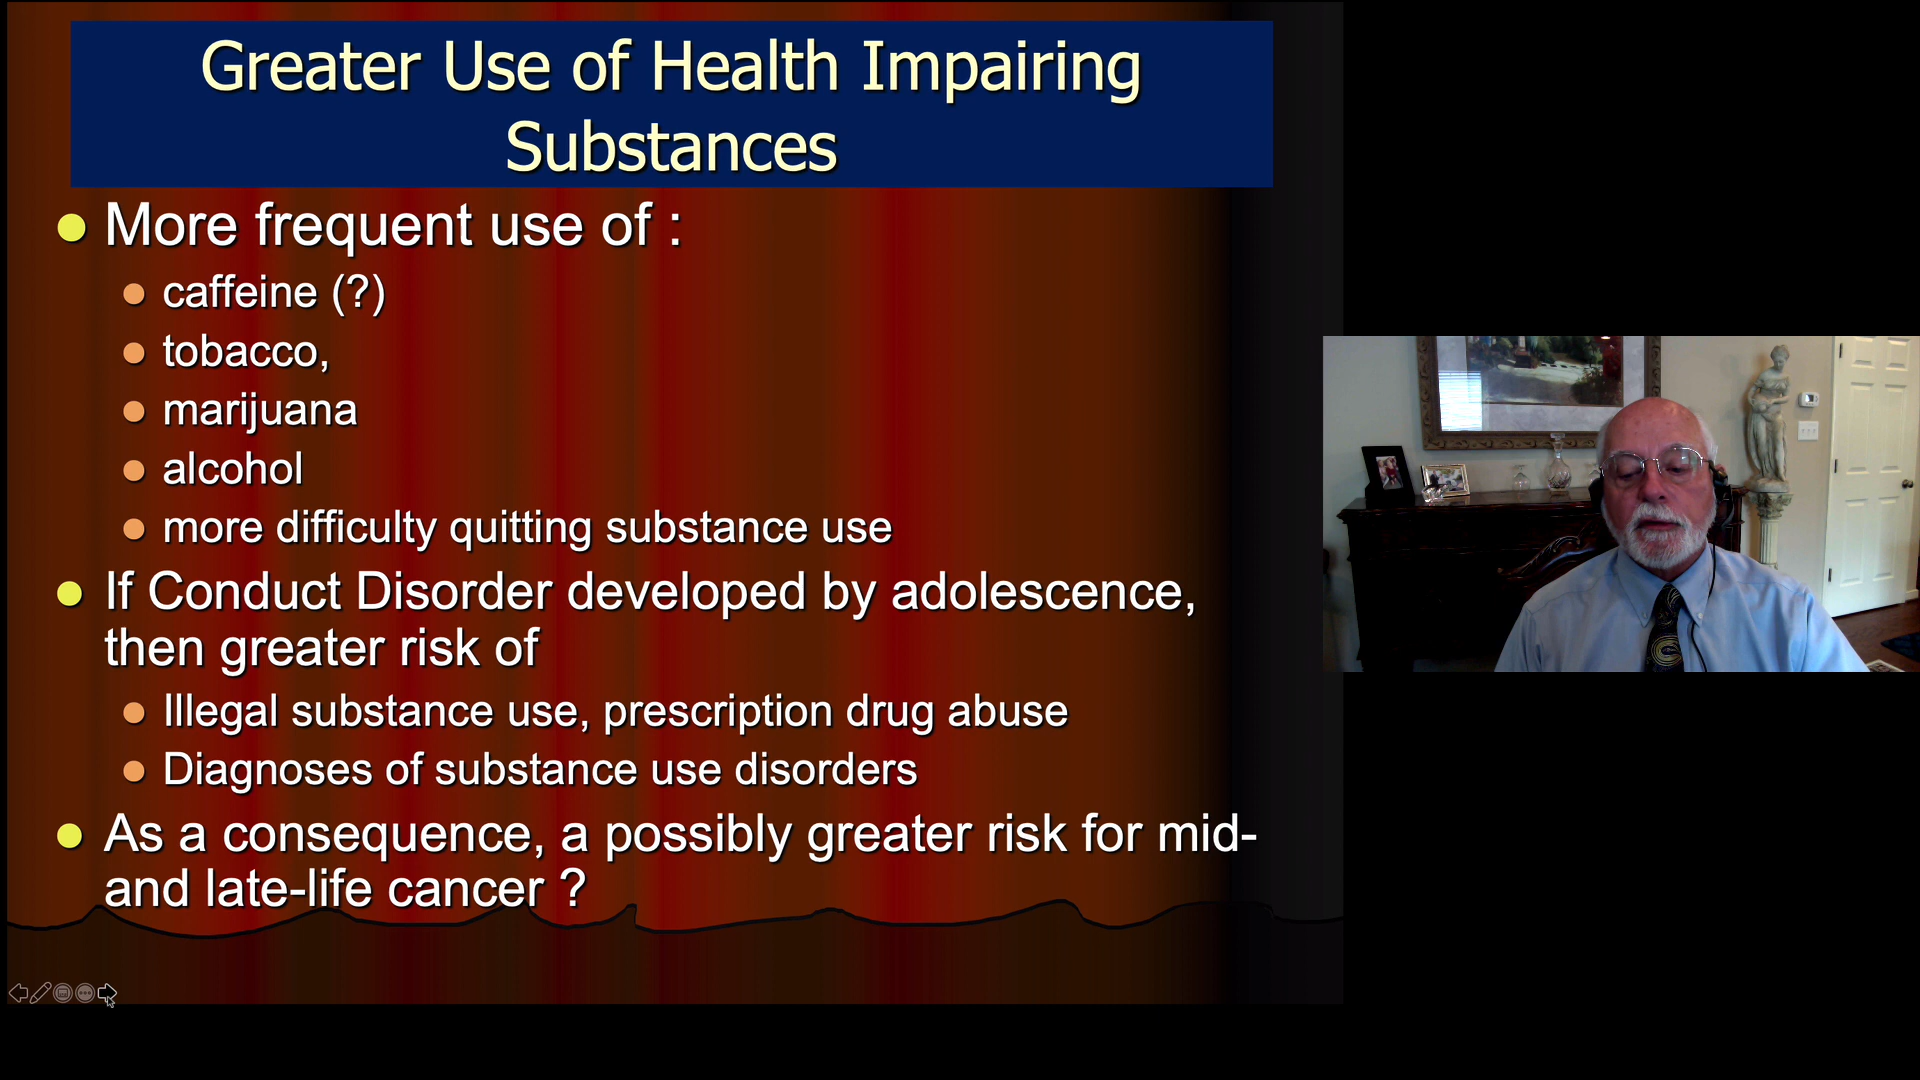 Greater Use of Health Impairing
Substances
More frequent use of :
caffeine (?)
tobacco,
marijuana
alcohol
more difficulty quitting substance use
If Conduct Disorder developed by adolescence,
then greater risk of
Illegal substance use, prescription drug abuse
Diagnoses of substance use disorders
As a consequence, a possibly greater risk for mid-
and late-life cancer ?